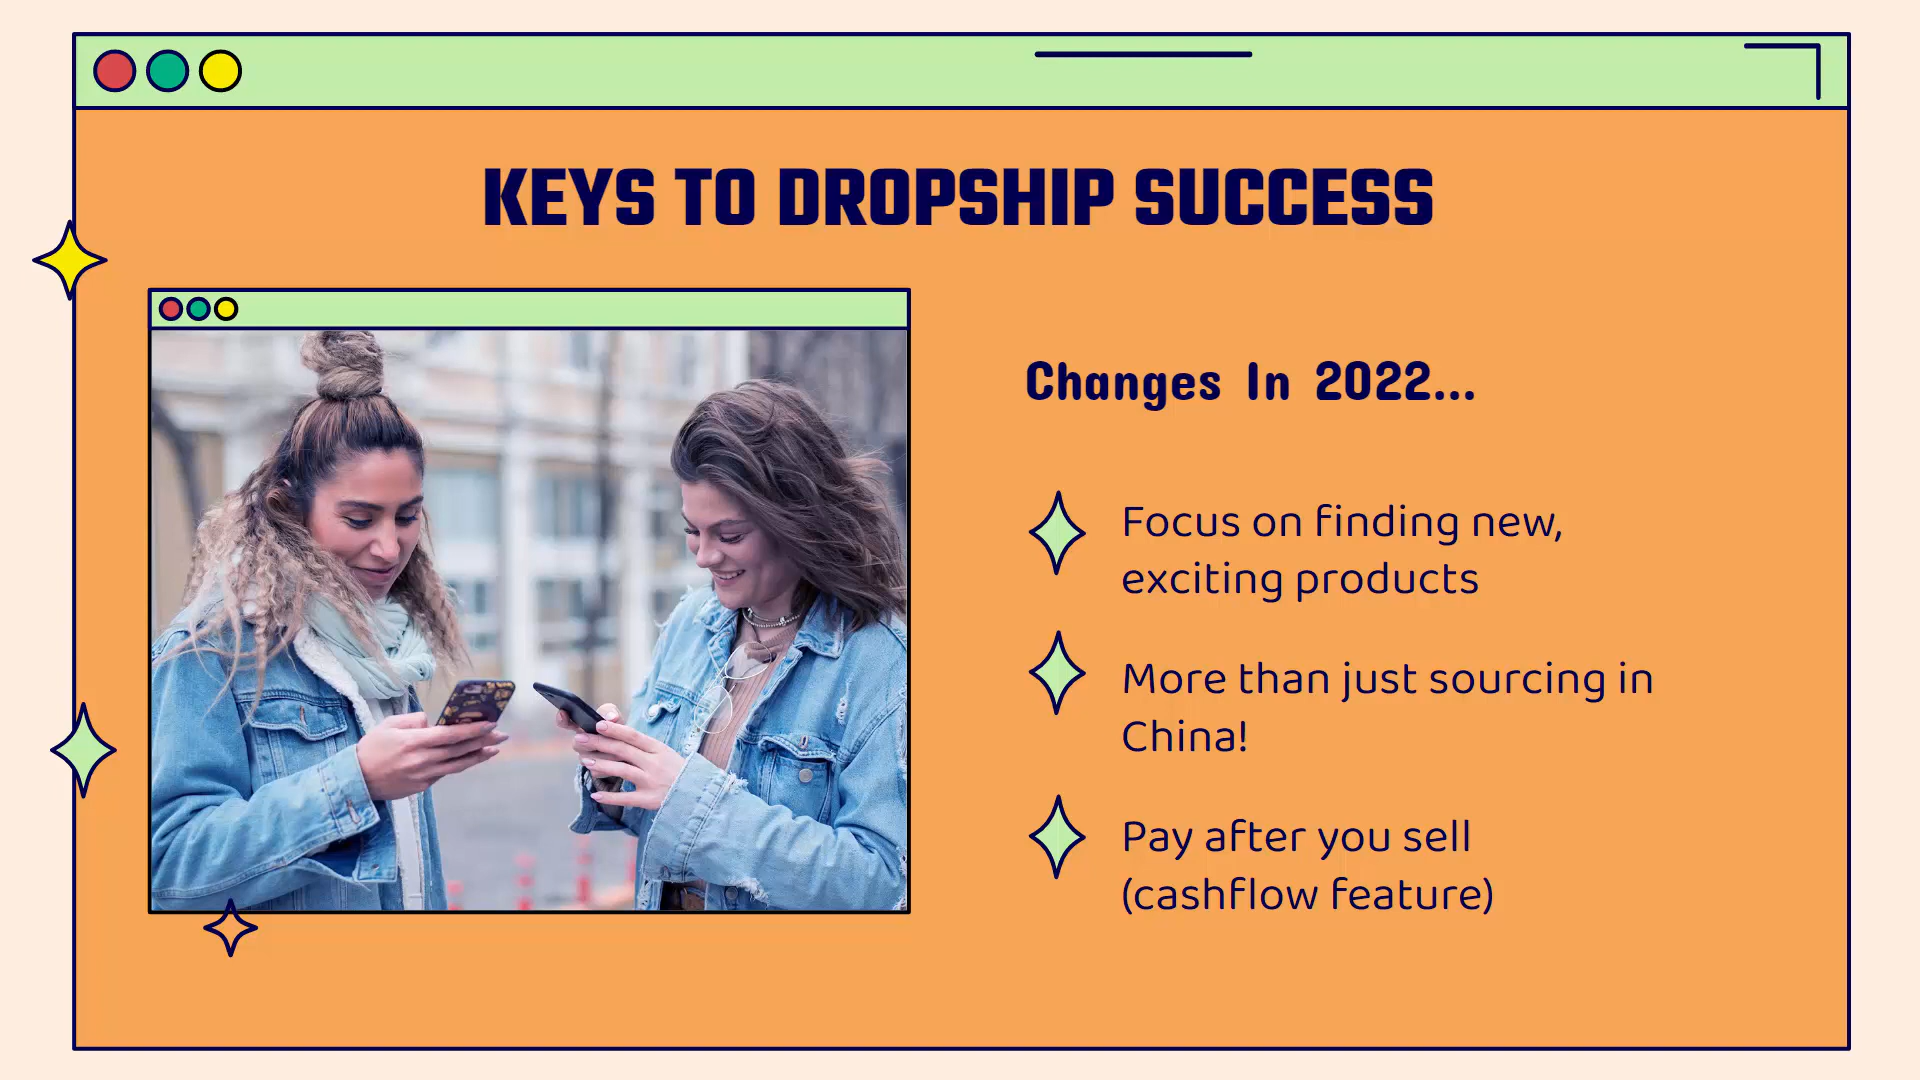 KEYS TO DROPSHIP SUCCESS
Changes In 2022...
Focus on finding new,
exciting products
More than just sourcing in
China!
Pay after you sell
(cashflow feature)